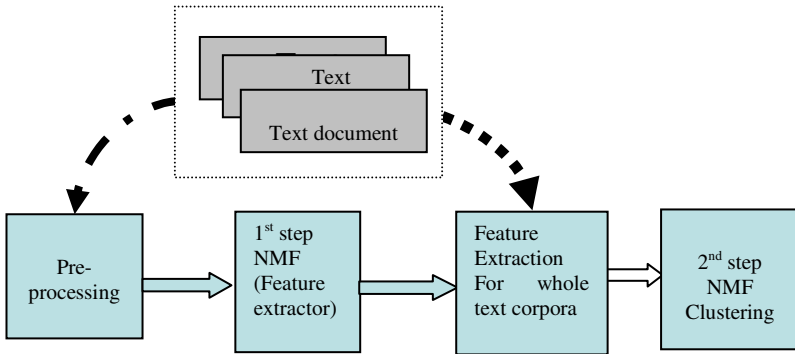 Text
Text document
Pre-
processing
1st step
NMF
(Feature
extractor)
Feature
Extraction
For whole
text corpora
2nd step
NMF
Clustering